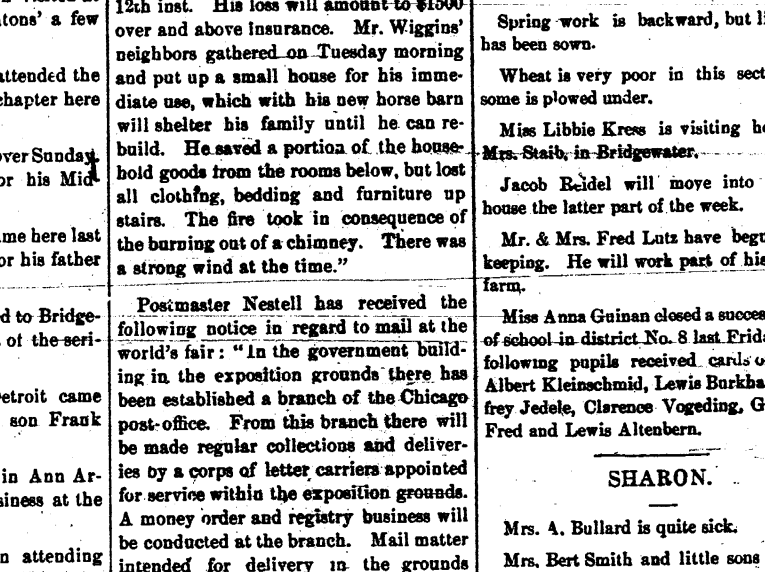 tons' a few
attended the
chapter here
over Sunday
or his Mid
me here last
or his father
d to Bridge-
of the seri-
etroit came
son Frank
in Ann Ar-
siness at the
n attending
12th inst. His loss will amount to $1500
over and above insurance. Mr. Wiggins'
neighbors gathered on Tuesday morning
and put up a small house for his imme-
diate use, which with his new horse barn
will shelter his family until he can re-
build. He saved a portion of the house-
hold goods from the rooms below, but lost
all clothing, bedding and furniture up
stairs. The fire took in consequence of
the burning out of a chimney. There was
a strong wind at the time."
Postmaster Nestell has received the
following notice in regard to mail at the
world's fair: "In the government build-
ing in the exposition grounds there has
been established a branch of the Chicago
post-office. From this branch there will
be made regular collections and deliver-
ies by a corps of letter carriers appointed
for service within the exposition grounds.
A money order and registry business will
be conducted at the branch. Mail matter
intended for delivery in the grounds
Spring work is backward, but
has been sown.
Wheat is very poor in this sect
some is plowed under.
Miss Libbie Kress is visiting
Mrs. Staib, in Bridgewater.
Jacob Reidel will move into
house the latter part of the week.
Mr. & Mrs. Fred Lutz have begu
keeping. He will work part of his
farm.
Miss Anna Guinan closed a succes
of school in district No. 8 last Frid
following pupils received cards
Albert Kleinschmid, Lewis Burkha
frey Jedele, Clarence Vogeding, G
Fred and Lewis Altenbern.
SHARON.
Mrs. A. Bullard is quite sick.
Mrs. Bert Smith and little sons